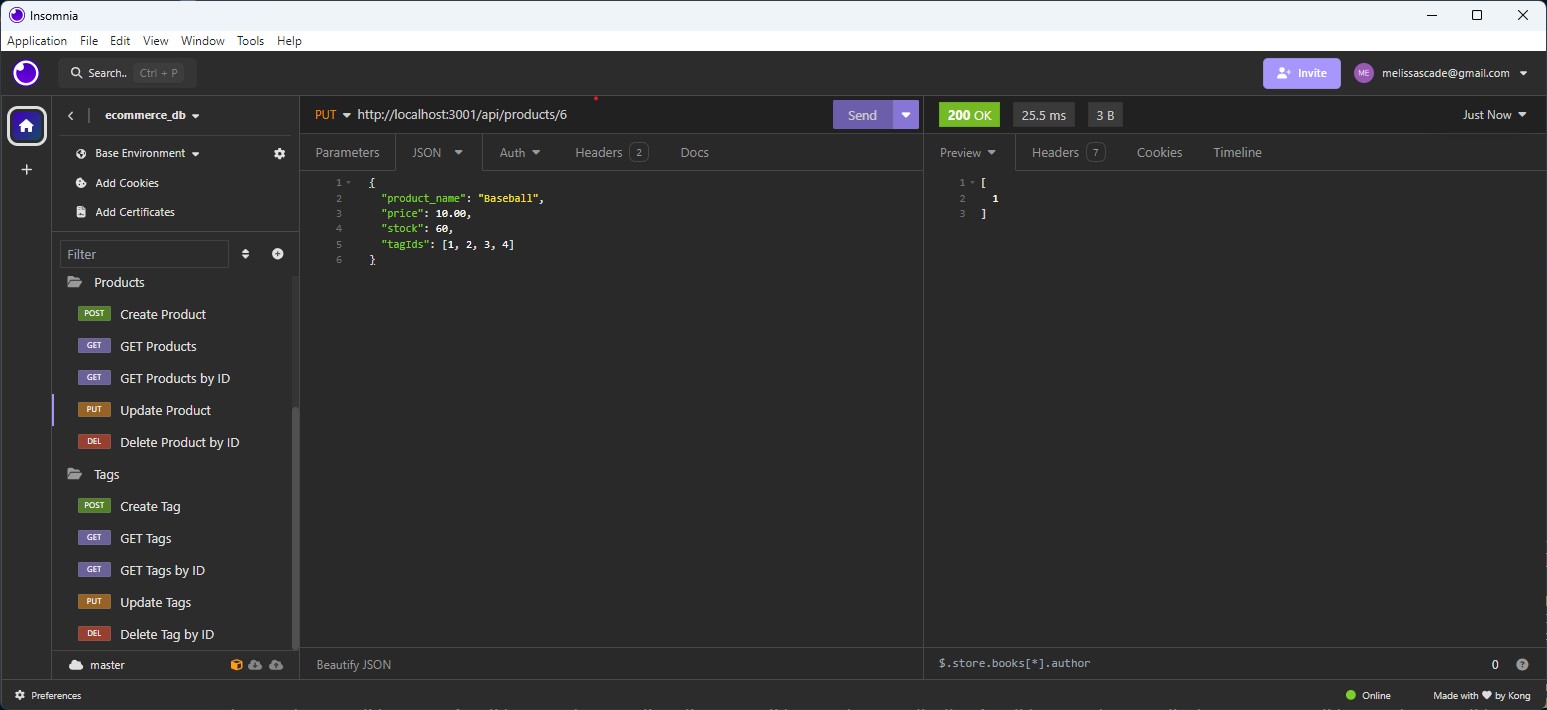 Insomnia
Application File Edit View Window Tools Help
Search.. Ctrl + P
Invite ME melissascade@gmail.com
ecommerce_db
Base Environment
Add Cookies
Add Certificates
Filter
Products
POST Create Product
GET GET Products
GET GET Products by ID
PUT Update Product
DEL Delete Product by ID
Tags
POST Create Tag
GET GET Tags
GET GET Tags by ID
PUT Update Tags
DEL Delete Tag by ID
master
PUT http://localhost:3001/api/products/6 Send
Parameters JSON Auth Headers 2 Docs
1 {
2 "product_name": "Baseball",
3 "price": 10.00,
4 "stock": 60,
5 "tagIds": [1, 2, 3, 4]
6 }
Beautify JSON
200 OK 25.5 ms 3 B Just Now
Preview Headers 7 Cookies Timeline
1 [
2 1
3 ]
$.store.books[*].author 0 ?
Preferences
Online Made with ❤ by Kong